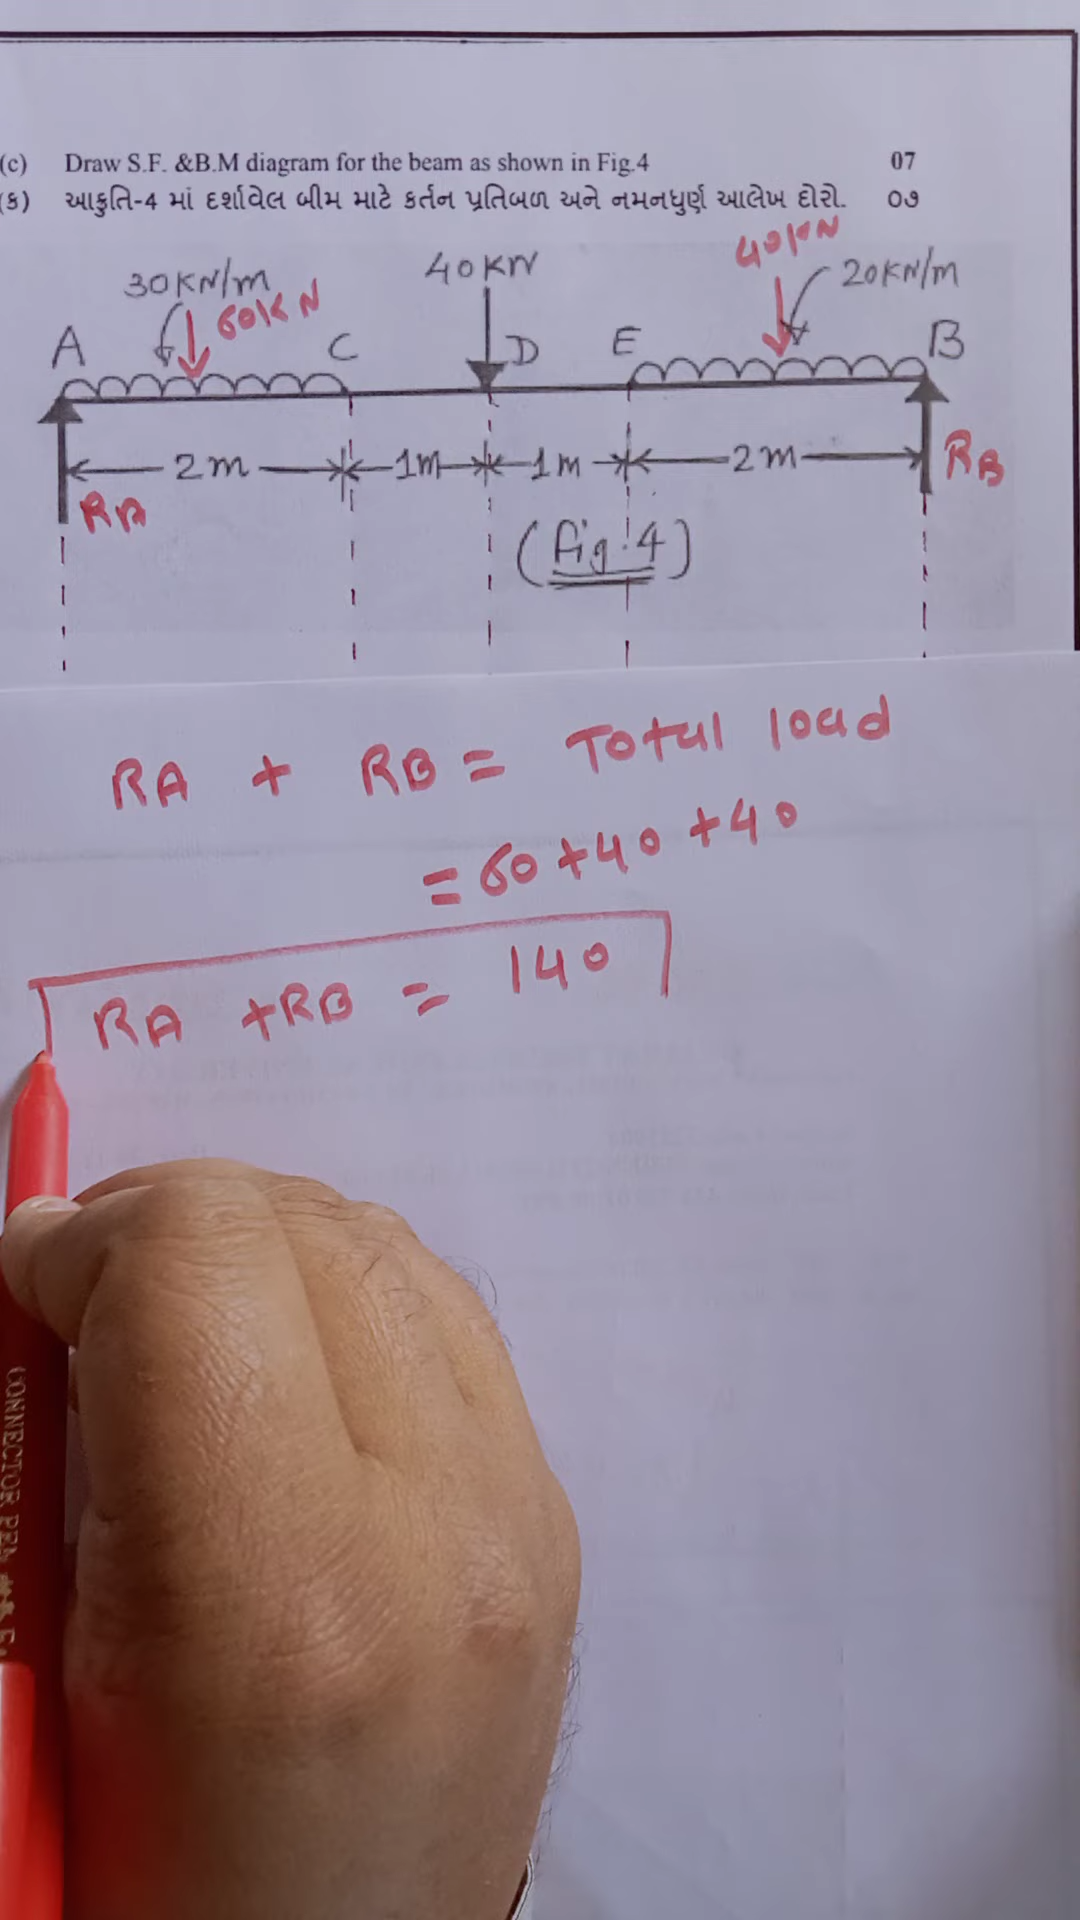 (c) Draw S.F. &B.M diagram for the beam as shown in Fig.4 07
(ક) આકૃતિ-4 માં દર્શાવેલ બીમ માટે કર્તન પ્રતિબળ અને નમનઘુર્ણ આલેખ દોરો. ૦૭
30KN/m 40KN 40KN 20KN/m
60KN
A C D E B
2m 1m 1m 2m RB
RA
(fig.4)
RA + RB = Total load
= 60+40+40
RA +RB = 140
CONNECTOR PEN